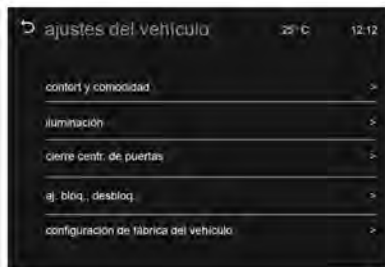 ajustes del vehículo 25° C 12:12
confort y comodidad >
iluminación >
cierre centr. de puertas >
aj. bloq., desbloq. >
configuración de fábrica del vehículo >